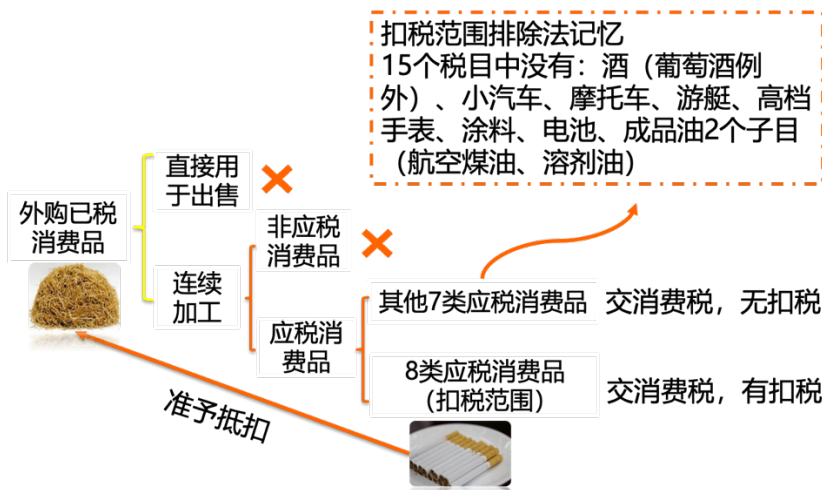 扣税范围排除法记忆
15个税目中没有：酒（葡萄酒例
外）、小汽车、摩托车、游艇、高档
手表、涂料、电池、成品油2个子目
（航空煤油、溶剂油）
直接用
于出售
外购已税
消费品
非应税
消费品
连续
加工
其他7类应税消费品
交消费税，无扣税
应税消
费品
8类应税消费品
（扣税范围）
交消费税，有扣税
准予抵扣